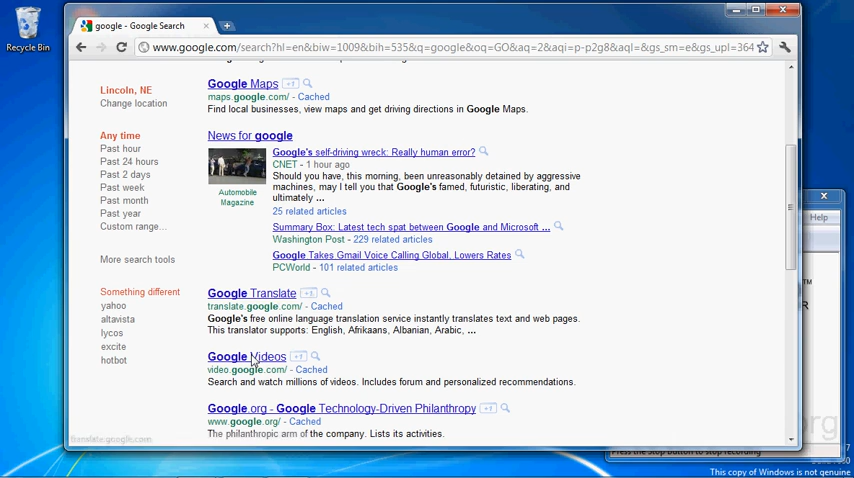 google - Google Search
Recycle Bin
www.google.com/search?hl=en&biw=1009&bih=535&q=google&oq=GO&aq=2&aqi=p-p2g8&aql=&gs_sm=e&gs_upl=364
Lincoln, NE
Change location
Google Maps +1
maps.google.com/ - Cached
Find local businesses, view maps and get driving directions in Google Maps.
Any time
Past hour
Past 24 hours
Past 2 days
Past week
Past month
Past year
Custom range...
More search tools
Something different
yahoo
altavista
lycos
excite
hotbot
News for google
Google's self-driving wreck: Really human error?
CNET - 1 hour ago
Should you have, this morning, been unreasonably detained by aggressive
machines, may I tell you that Google's famed, futuristic, liberating, and
ultimately ...
Automobile
Magazine
25 related articles
Summary Box: Latest tech spat between Google and Microsoft ...
Washington Post - 229 related articles
Google Takes Gmail Voice Calling Global, Lowers Rates
PCWorld - 101 related articles
Google Translate +1
translate.google.com/ - Cached
Google's free online language translation service instantly translates text and web pages.
This translator supports: English, Afrikaans, Albanian, Arabic, ...
Google Videos +1
video.google.com/ - Cached
Search and watch millions of videos. Includes forum and personalized recommendations.
Google.org - Google Technology-Driven Philanthropy +1
www.google.org/ - Cached
The philanthropic arm of the company. Lists its activities.
translate.google.com
Help
TM
R
org
Press the Stop button to stop recording
This copy of Windows is not genuine